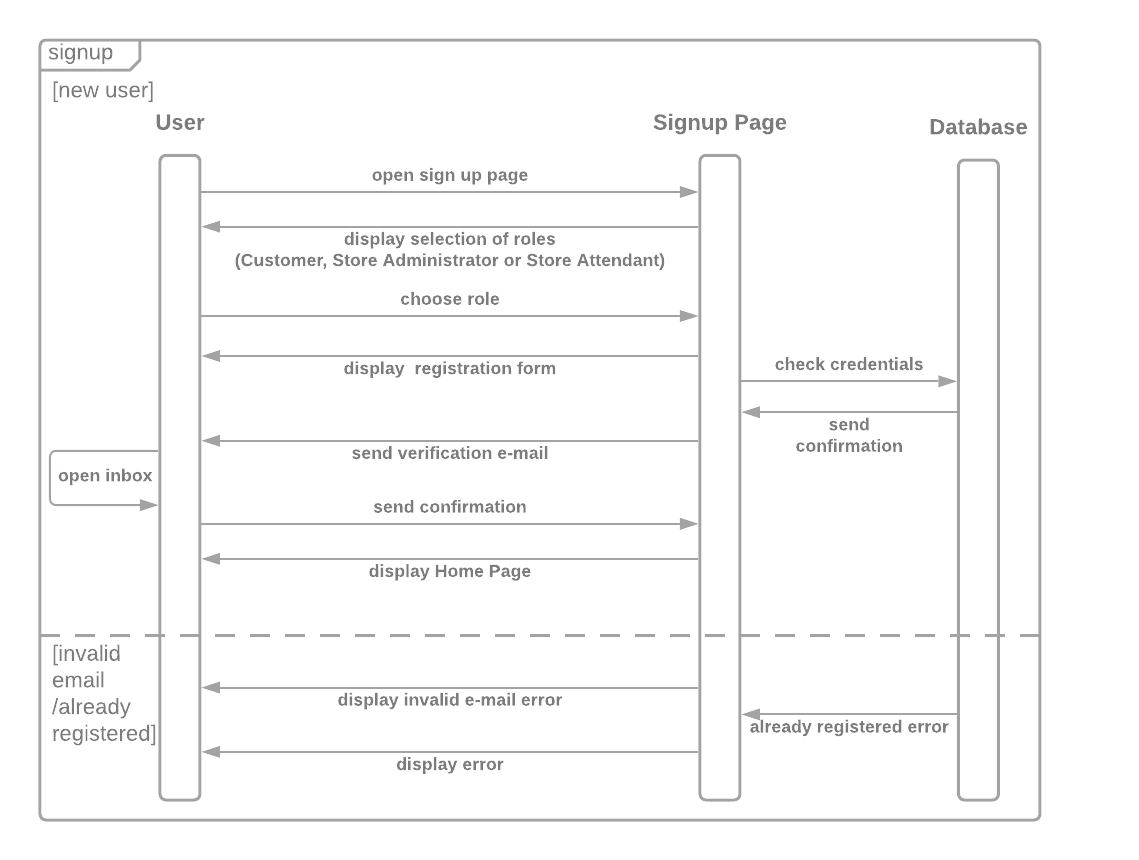 signup
[new user]
User
Signup Page
Database
open sign up page
display selection of roles
(Customer, Store Administrator or Store Attendant)
choose role
display  registration form
check credentials
send
confirmation
send verification e-mail
open inbox
send confirmation
display Home Page
[invalid
email
/already
registered]
display invalid e-mail error
already registered error
display error